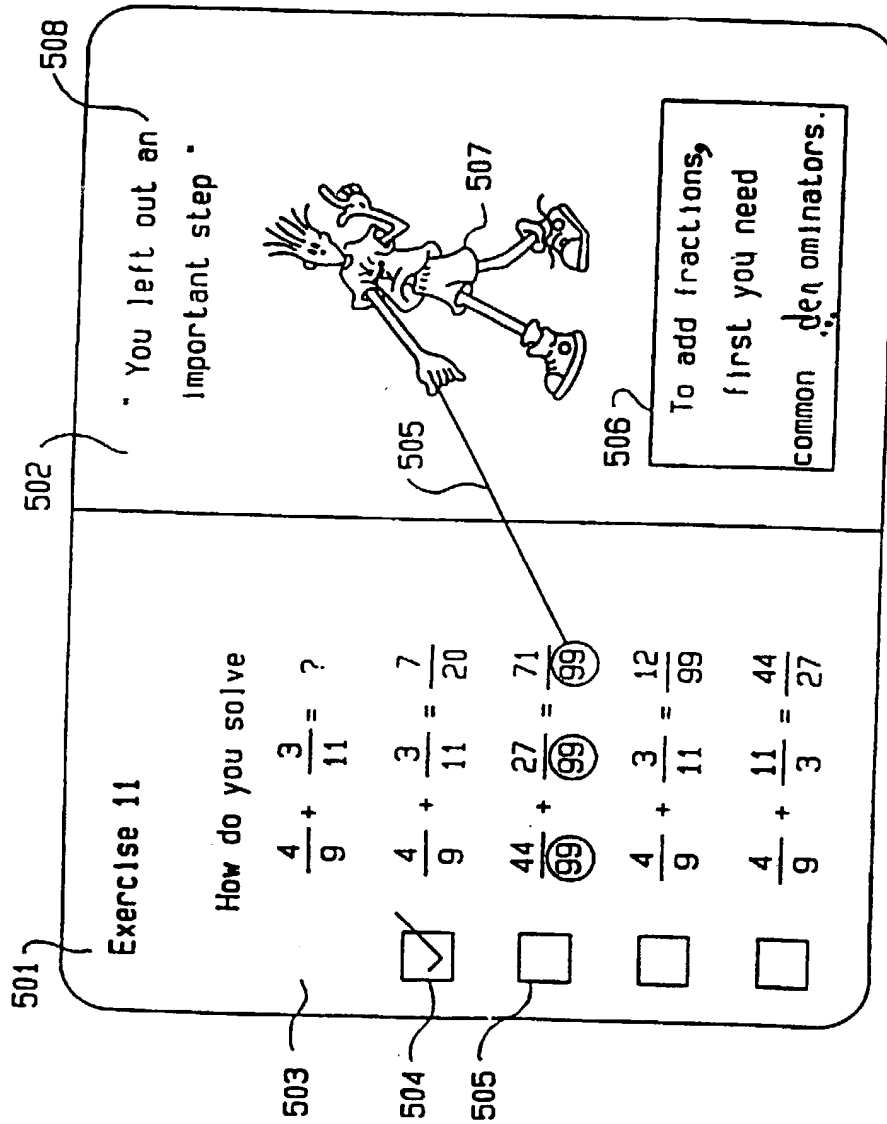 501
Exercise 11
How do you solve
503
4/9 + 3/11 = ?
504
4/9 + 3/11 = 7/20
505
44/99 + 27/99 = 71/99
4/9 + 3/11 = 12/99
4/9 + 11/3 = 44/27
502
" You left out an
important step "
508
505
507
506
To add fractions,
first you need
common den ominators.